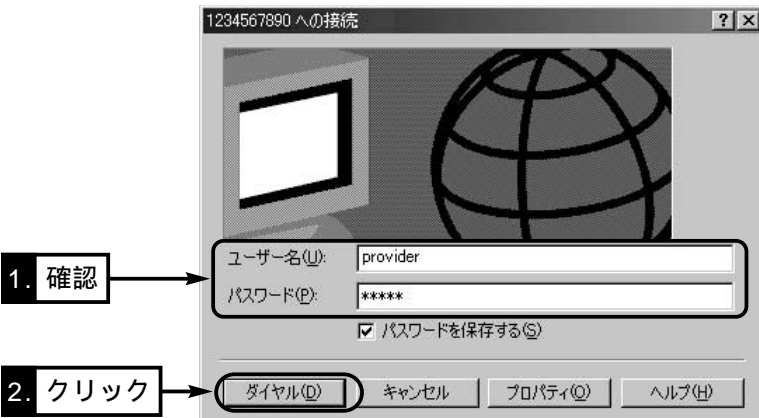 1234567890 への接続
ユーザー名(U): provider
1. 確認
パスワード(P): *****
パスワードを保存する(S)
2. クリック
ダイヤル(D) キャンセル プロパティ(O) ヘルプ(H)